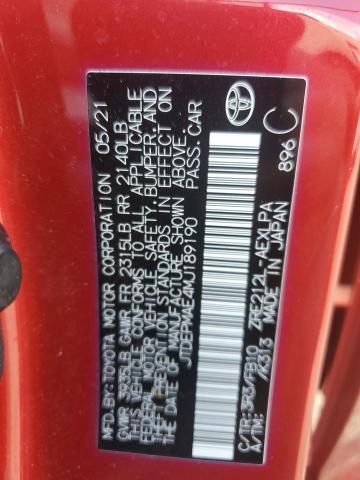 MFD. BY: TOYOTA MOTOR CORPORATION 05/21
GVWR 3935LB GAWR FR 2315LB RR 2140LB
THIS VEHICLE CONFORMS TO ALL APPLICABLE
FEDERAL MOTOR VEHICLE SAFETY, BUMPER, AND
THEFT PREVENTION STANDARDS IN EFFECT
ON THE DATE OF MANUFACTURE SHOWN ABOVE.
JTDEPMAE4MJ189190 PASS. CAR
C/TR: 3R3/FB10 ZRE212L-AEXLPA
A/TM: /K313 MADE IN JAPAN 896
C